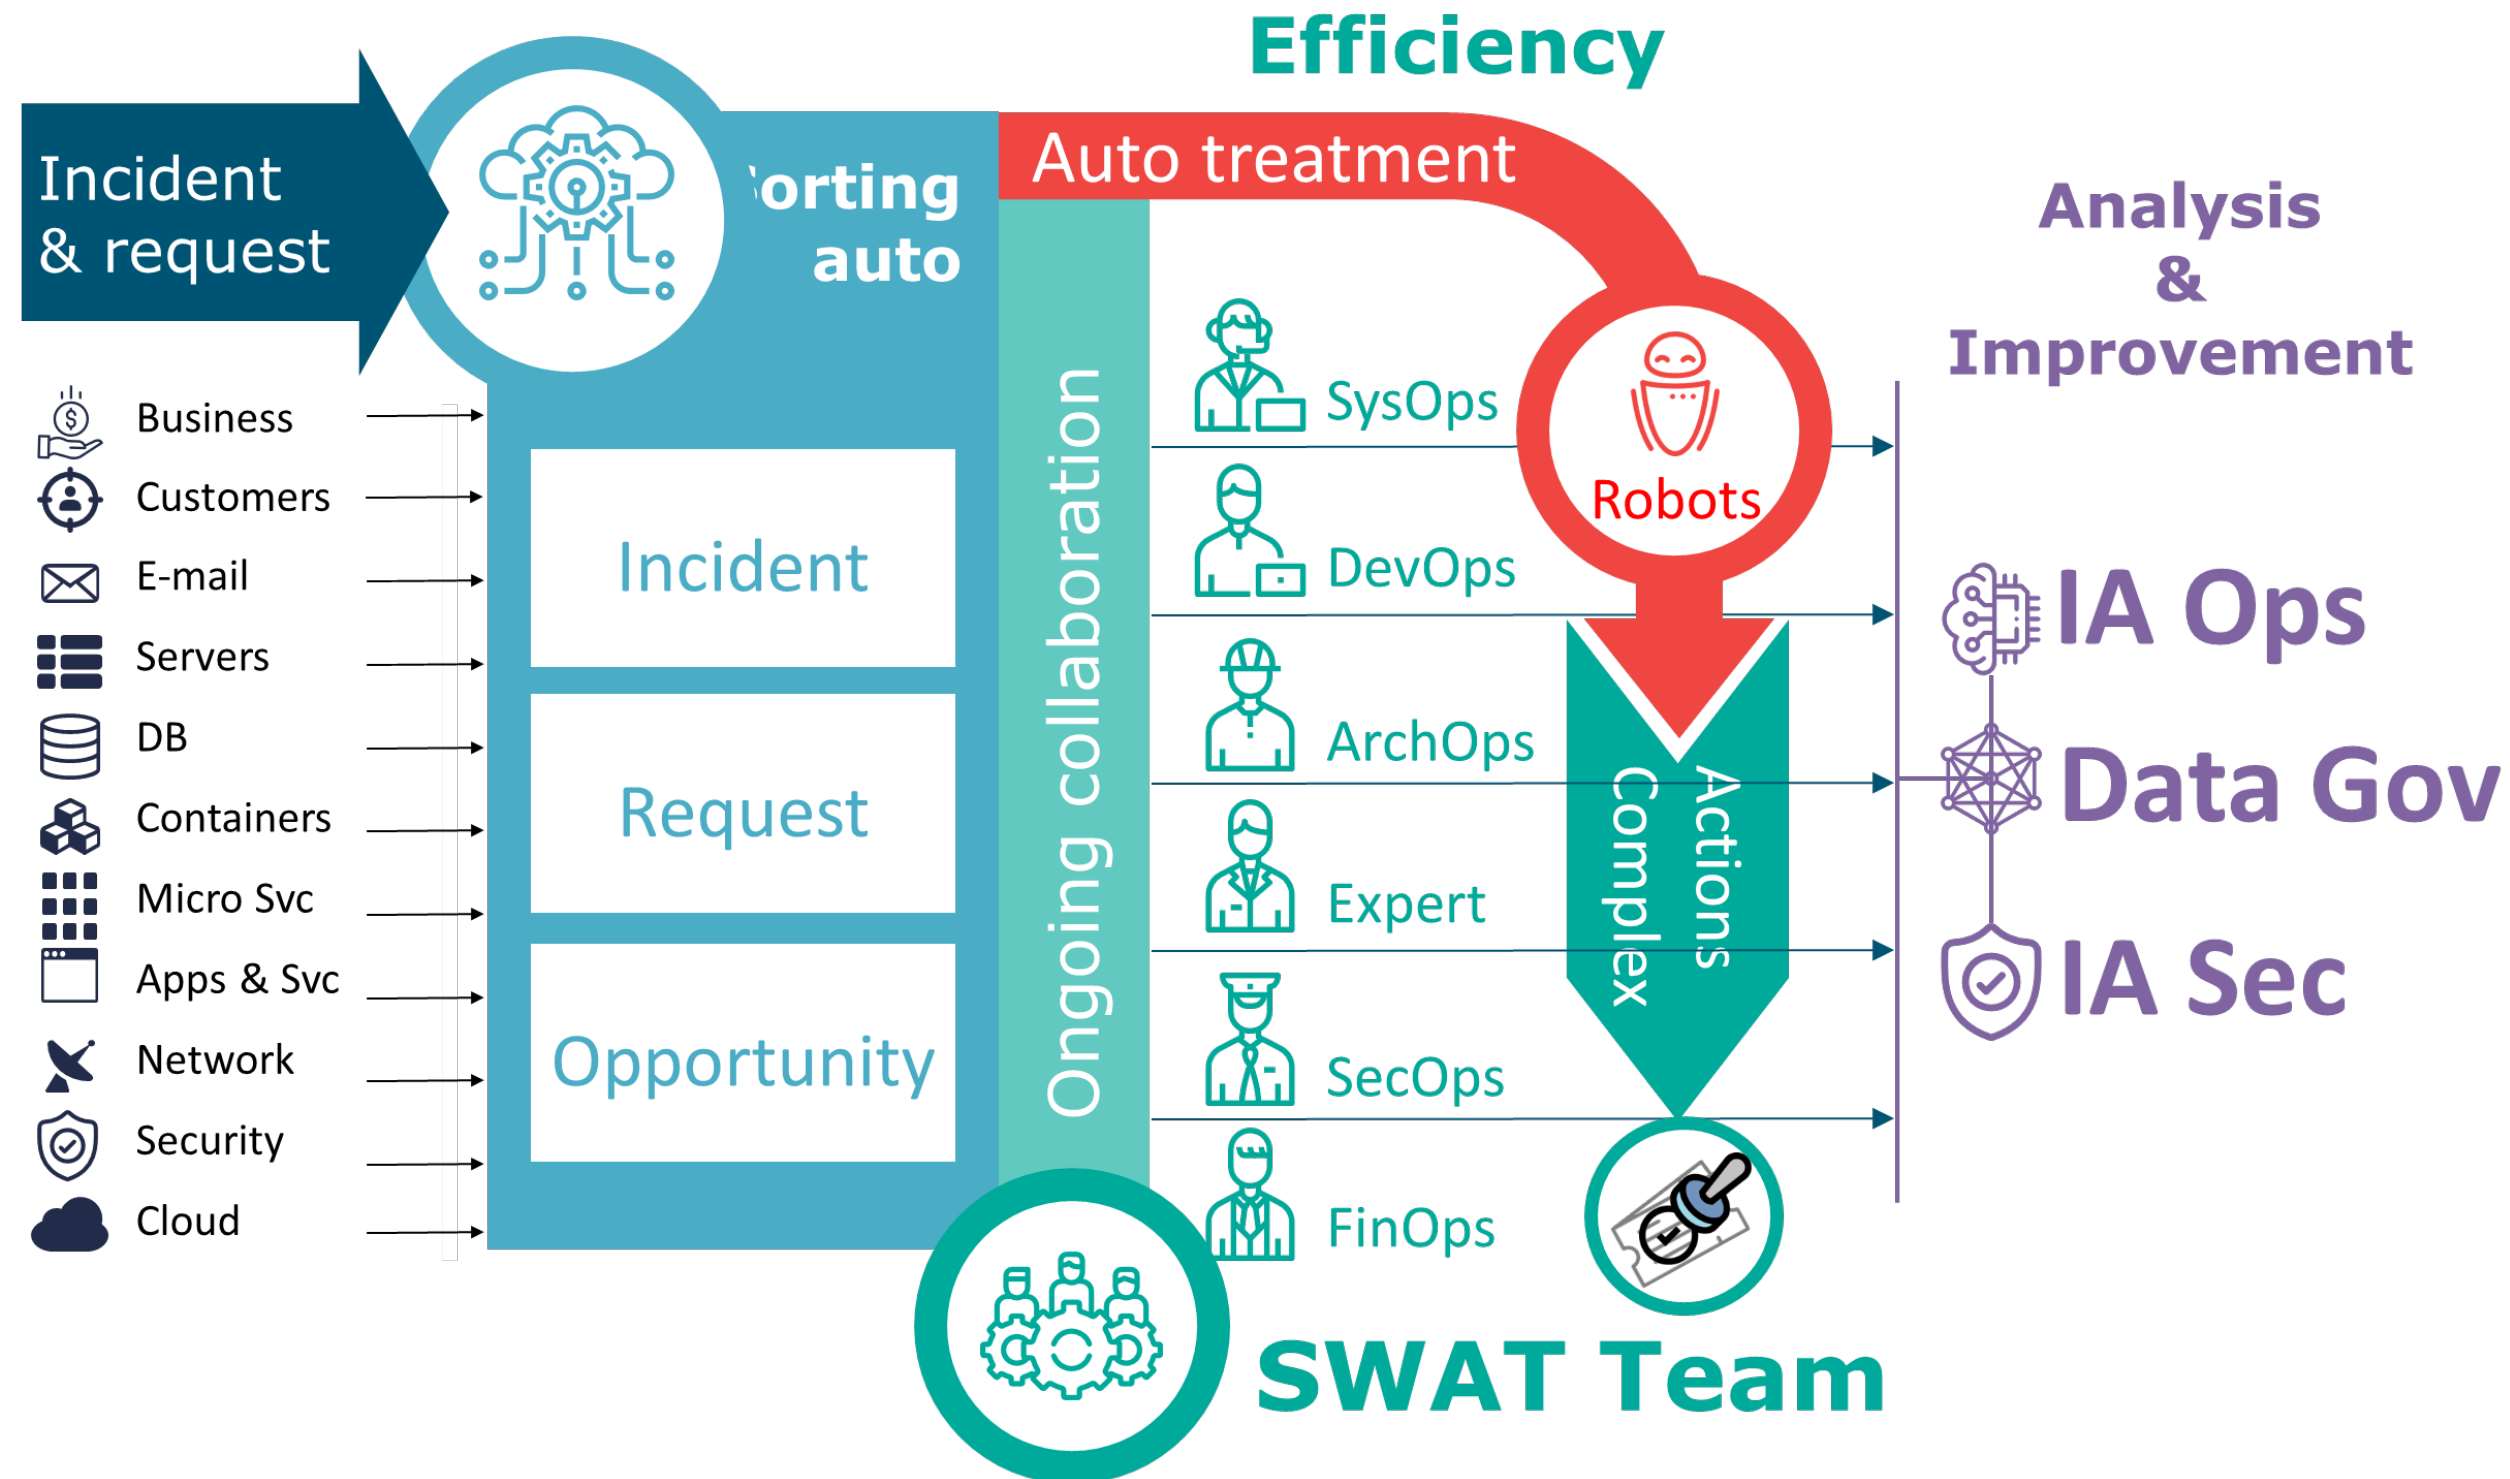 Efficiency
Incident
& request
orting
auto
Auto treatment
Analysis
&
Improvement
Business
Customers
E-mail
Servers
DB
Containers
Micro Svc
Apps & Svc
Network
Security
Cloud
Incident
Request
Opportunity
Ongoing collaboration
SysOps
DevOps
ArchOps
Expert
SecOps
FinOps
Robots
Actions
Complex
IA Ops
Data Gov
IA Sec
SWAT Team